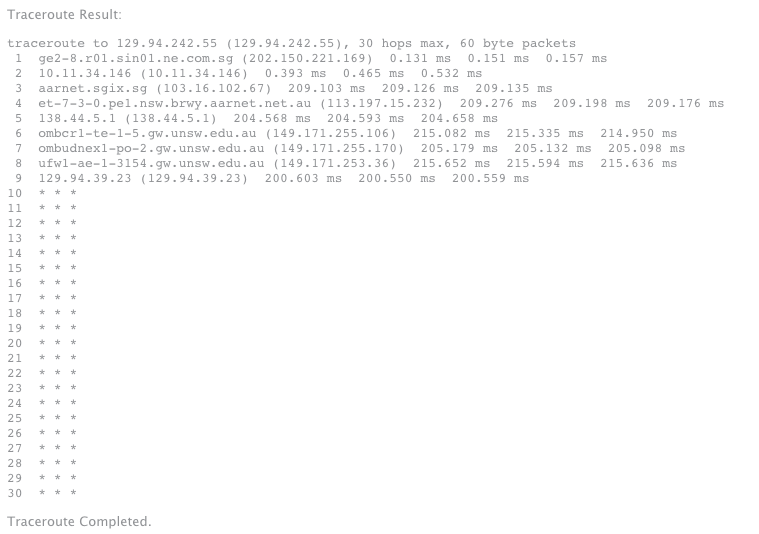 Traceroute Result:
traceroute to 129.94.242.55 (129.94.242.55), 30 hops max, 60 byte packets
1 ge2-8.r01.sin01.ne.com.sg (202.150.221.169) 0.131 ms 0.151 ms 0.157 ms
2 10.11.34.146 (10.11.34.146) 0.393 ms 0.465 ms 0.532 ms
3 aarnet.sgix.sg (103.16.102.67) 209.103 ms 209.126 ms 209.135 ms
4 et-7-3-0.pe1.nsw.brwy.aarnet.net.au (113.197.15.232) 209.276 ms 209.198 ms 209.176 ms
5 138.44.5.1 (138.44.5.1) 204.568 ms 204.593 ms 204.658 ms
6 ombcr1-te-1-5.gw.unsw.edu.au (149.171.255.106) 215.082 ms 215.335 ms 214.950 ms
7 ombudnex1-po-2.gw.unsw.edu.au (149.171.255.170) 205.179 ms 205.132 ms 205.098 ms
8 ufw1-ae-1-3154.gw.unsw.edu.au (149.171.253.36) 215.652 ms 215.594 ms 215.636 ms
9 129.94.39.23 (129.94.39.23) 200.603 ms 200.550 ms 200.559 ms
10 * * *
11 * * *
12 * * *
13 * * *
14 * * *
15 * * *
16 * * *
17 * * *
18 * * *
19 * * *
20 * * *
21 * * *
22 * * *
23 * * *
24 * * *
25 * * *
26 * * *
27 * * *
28 * * *
29 * * *
30 * * *
Traceroute Completed.